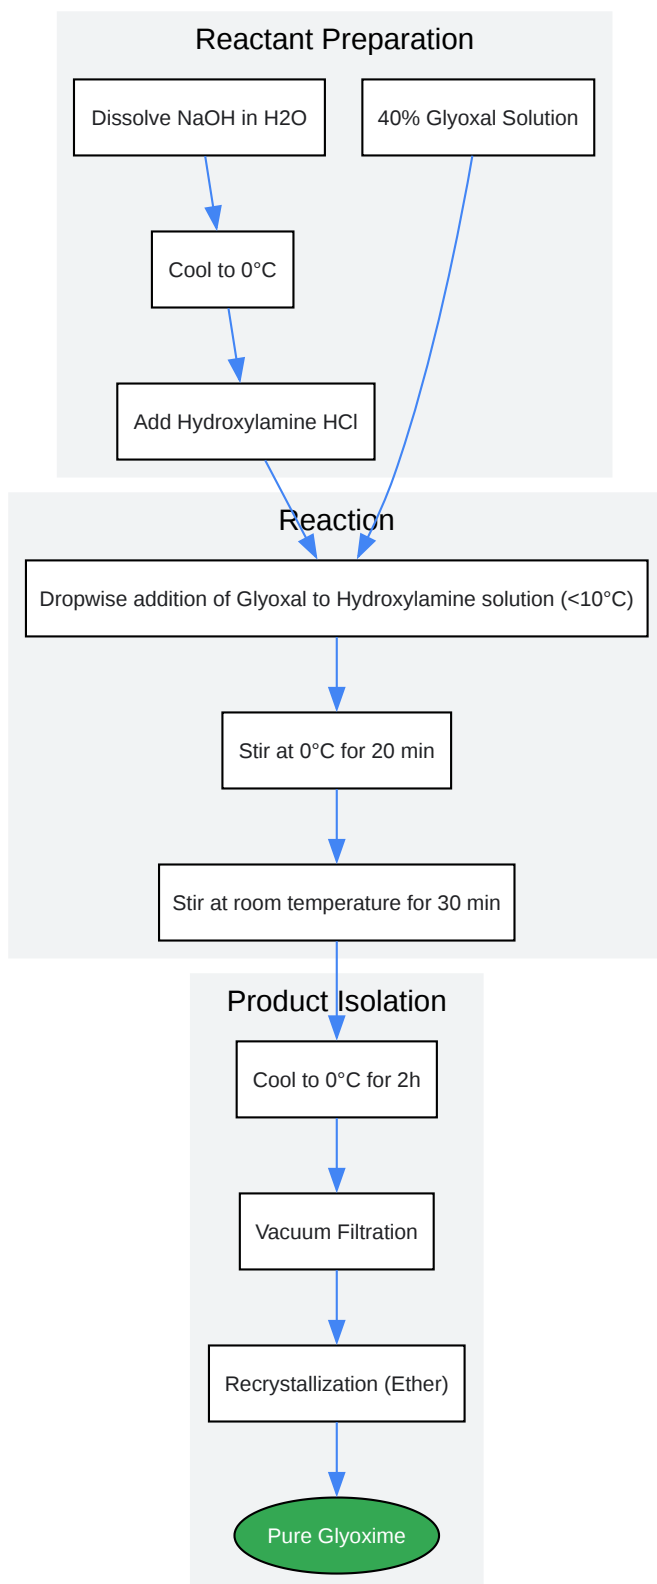 Reactant Preparation
Dissolve NaOH in H2O
40% Glyoxal Solution
Cool to 0°C
Add Hydroxylamine HCl
Reaction
Dropwise addition of Glyoxal to Hydroxylamine solution (<10°C)
Stir at 0°C for 20 min
Stir at room temperature for 30 min
Product Isolation
Cool to 0°C for 2h
Vacuum Filtration
Recrystallization (Ether)
Pure Glyoxime